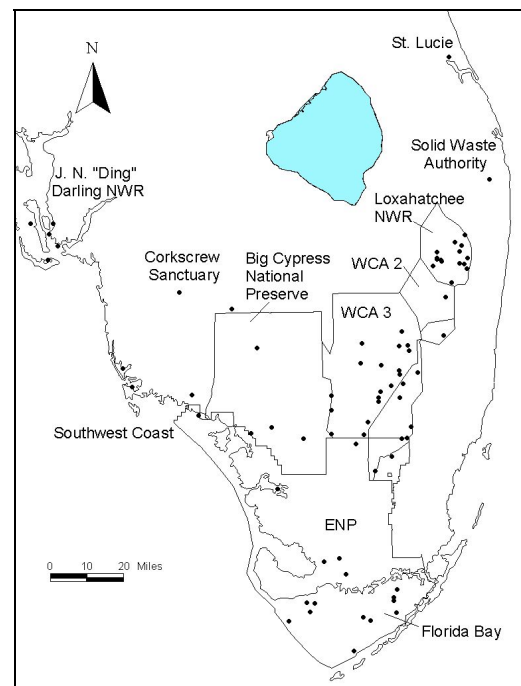 N
St. Lucie
Solid Waste
Authority
J. N. "Ding"
Darling NWR
Loxahatchee
NWR
Corkscrew
Sanctuary
Big Cypress
National
Preserve
WCA 2
WCA 3
Southwest Coast
ENP
0 10 20 Miles
Florida Bay